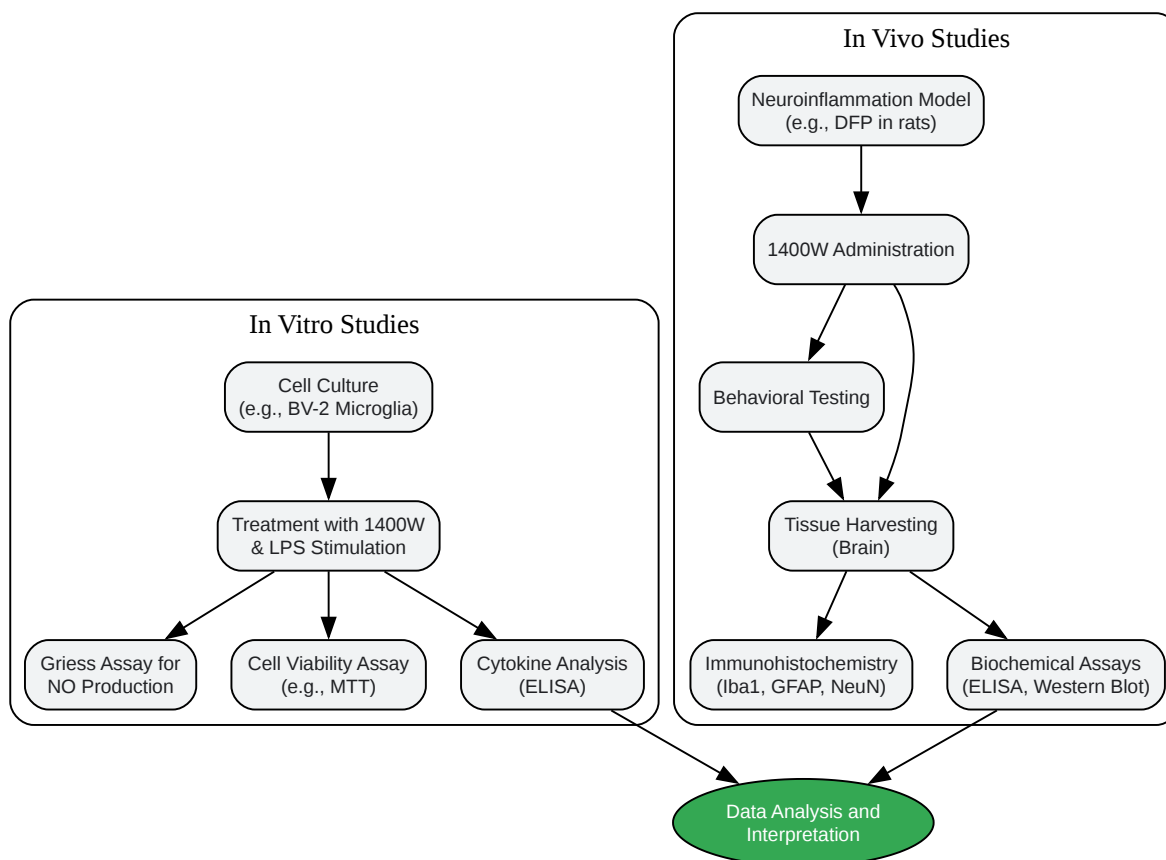 In Vitro Studies
Cell Culture
(e.g., BV-2 Microglia)
Treatment with 1400W
& LPS Stimulation
Griess Assay for
NO Production
Cell Viability Assay
(e.g., MTT)
Cytokine Analysis
(ELISA)
In Vivo Studies
Neuroinflammation Model
(e.g., DFP in rats)
1400W Administration
Behavioral Testing
Tissue Harvesting
(Brain)
Immunohistochemistry
(Iba1, GFAP, NeuN)
Biochemical Assays
(ELISA, Western Blot)
Data Analysis and
Interpretation